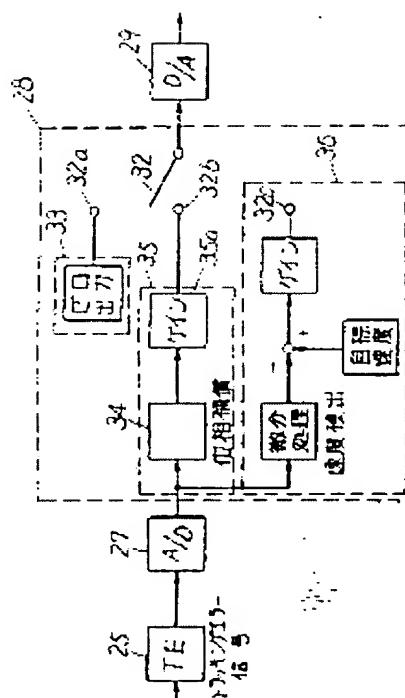 28
33
32a
ゼロ
出力
32
29
D/A
35
35a
32b
34
ゲイン
位相補償
36
32c
ゲイン
+
−
微分
処理
速度検出
目標
速度
27
A/D
25
TE
トラッキングエラー
信号